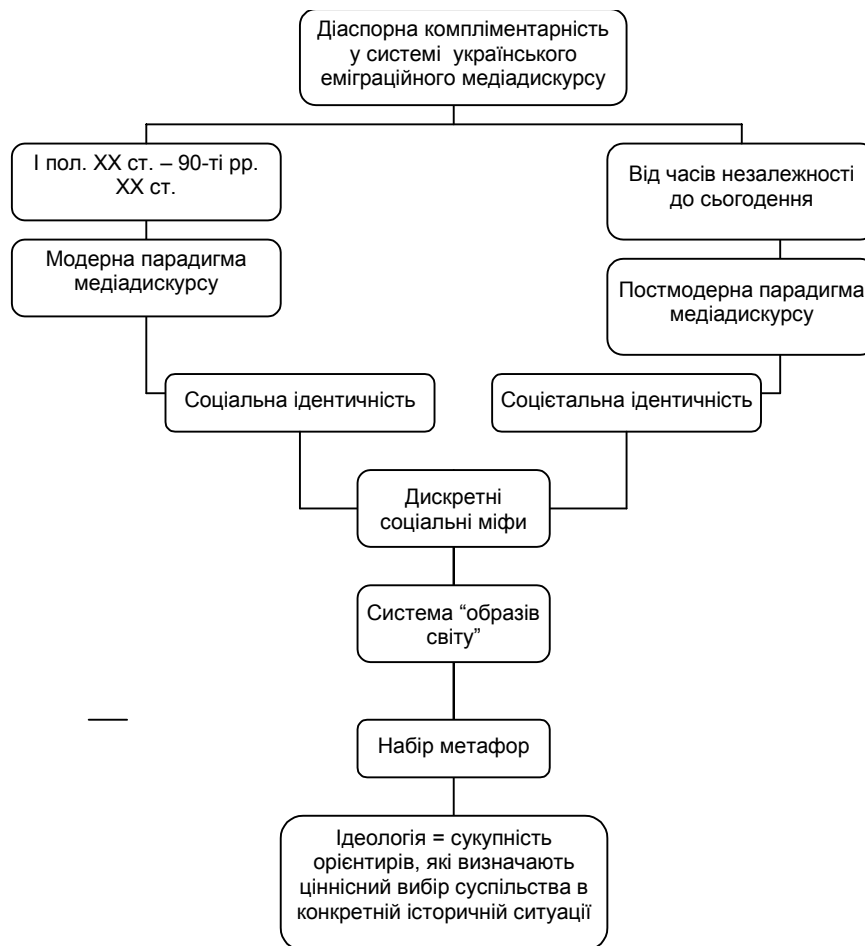 Діаспорна компліментарність
у системі українського
еміграційного медіадискурсу
І пол. ХХ ст. – 90-ті рр.
ХХ ст.
Від часів незалежності
до сьогодення
Модерна парадигма
медіадискурсу
Постмодерна парадигма
медіадискурсу
Соціальна ідентичність
Соцієтальна ідентичність
Дискретні
соціальні міфи
Система “образів
світу”
Набір метафор
Ідеологія = сукупність
орієнтирів, які визначають
ціннісний вибір суспільства в
конкретній історичній ситуації